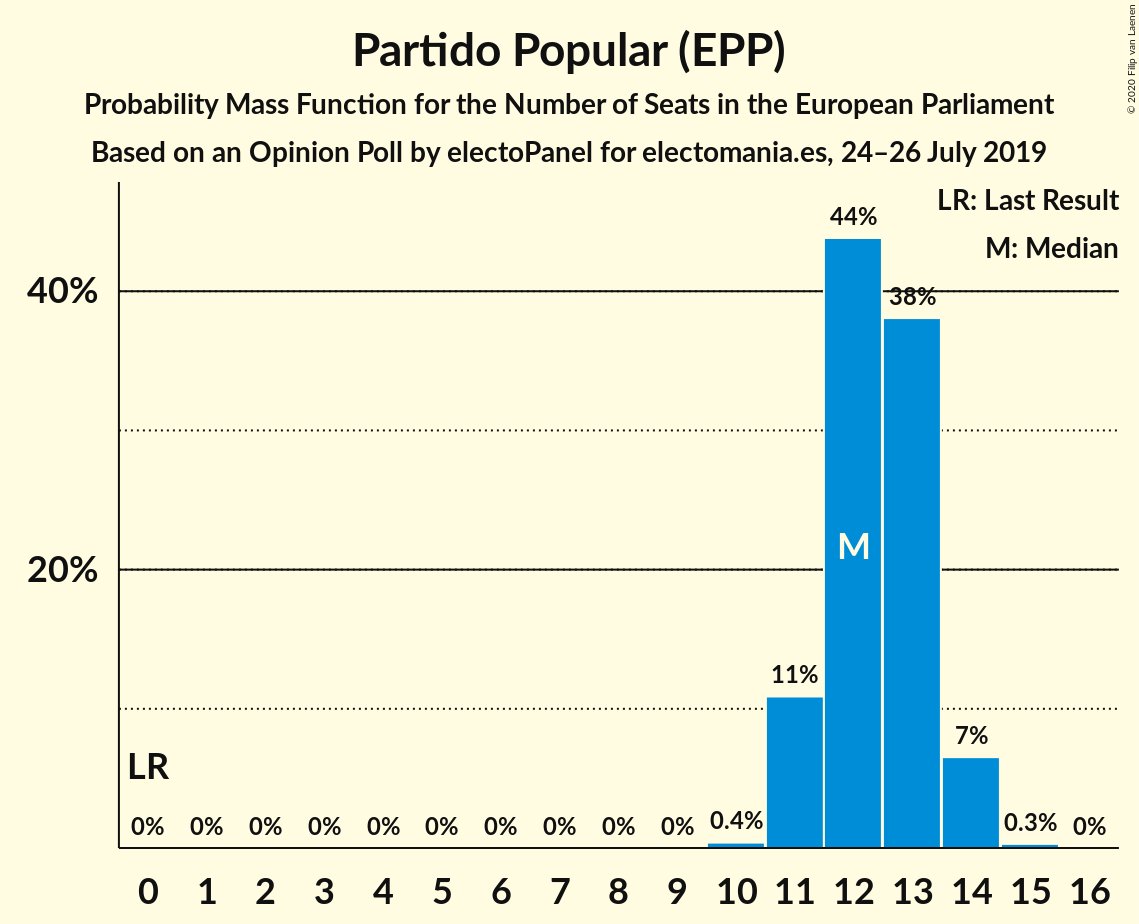 Partido Popular (EPP)
Probability Mass Function for the Number of Seats in the European Parliament
Based on an Opinion Poll by electoPanel for electomania.es, 24–26 July 2019
© 2020 Filip van Laenen
LR: Last Result
M: Median
44%
40%
38%
M
20%
11%
7%
LR
0% 0% 0% 0% 0% 0% 0% 0% 0% 0% 0.4% 0.3% 0%
0 1 2 3 4 5 6 7 8 9 10 11 12 13 14 15 16